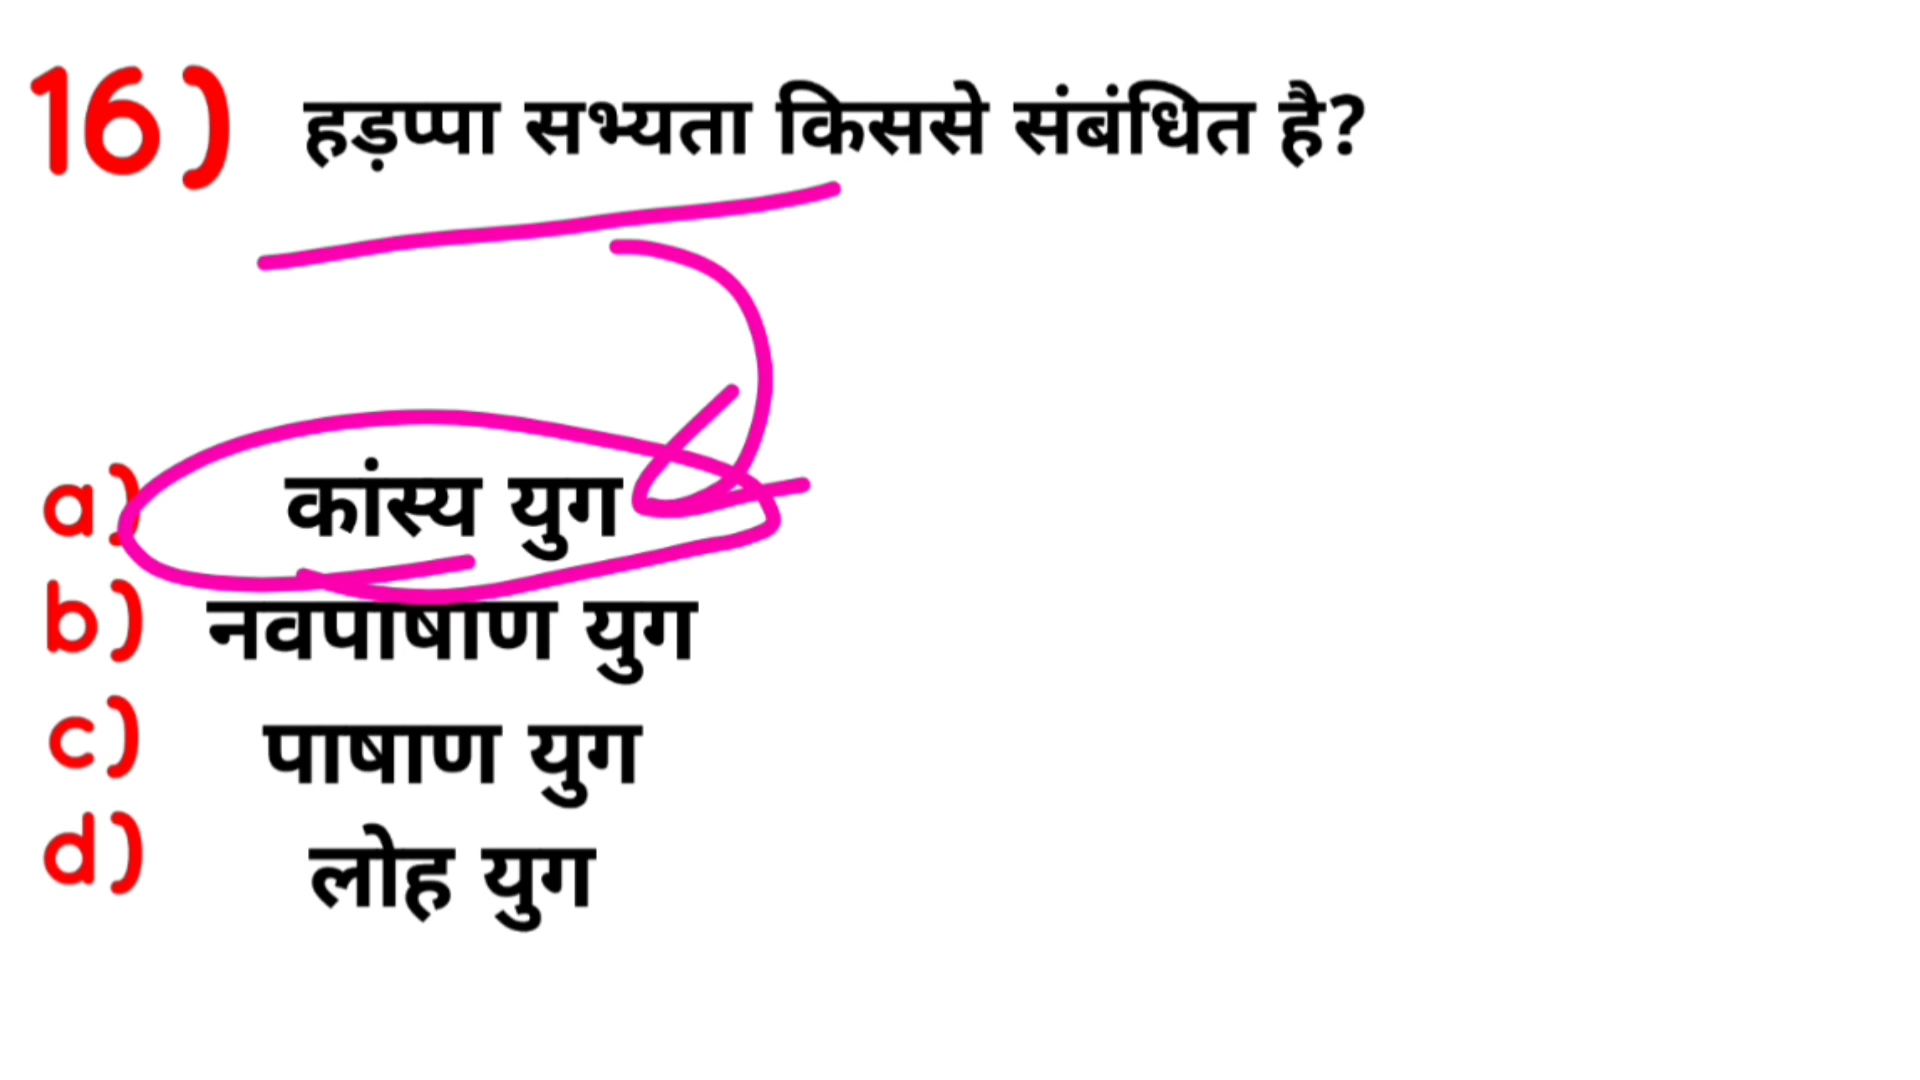 16) हड़प्पा सभ्यता किससे संबंधित है?
a) कांस्य युग
b) नवपाषाण युग
c) पाषाण युग
d) लोह युग